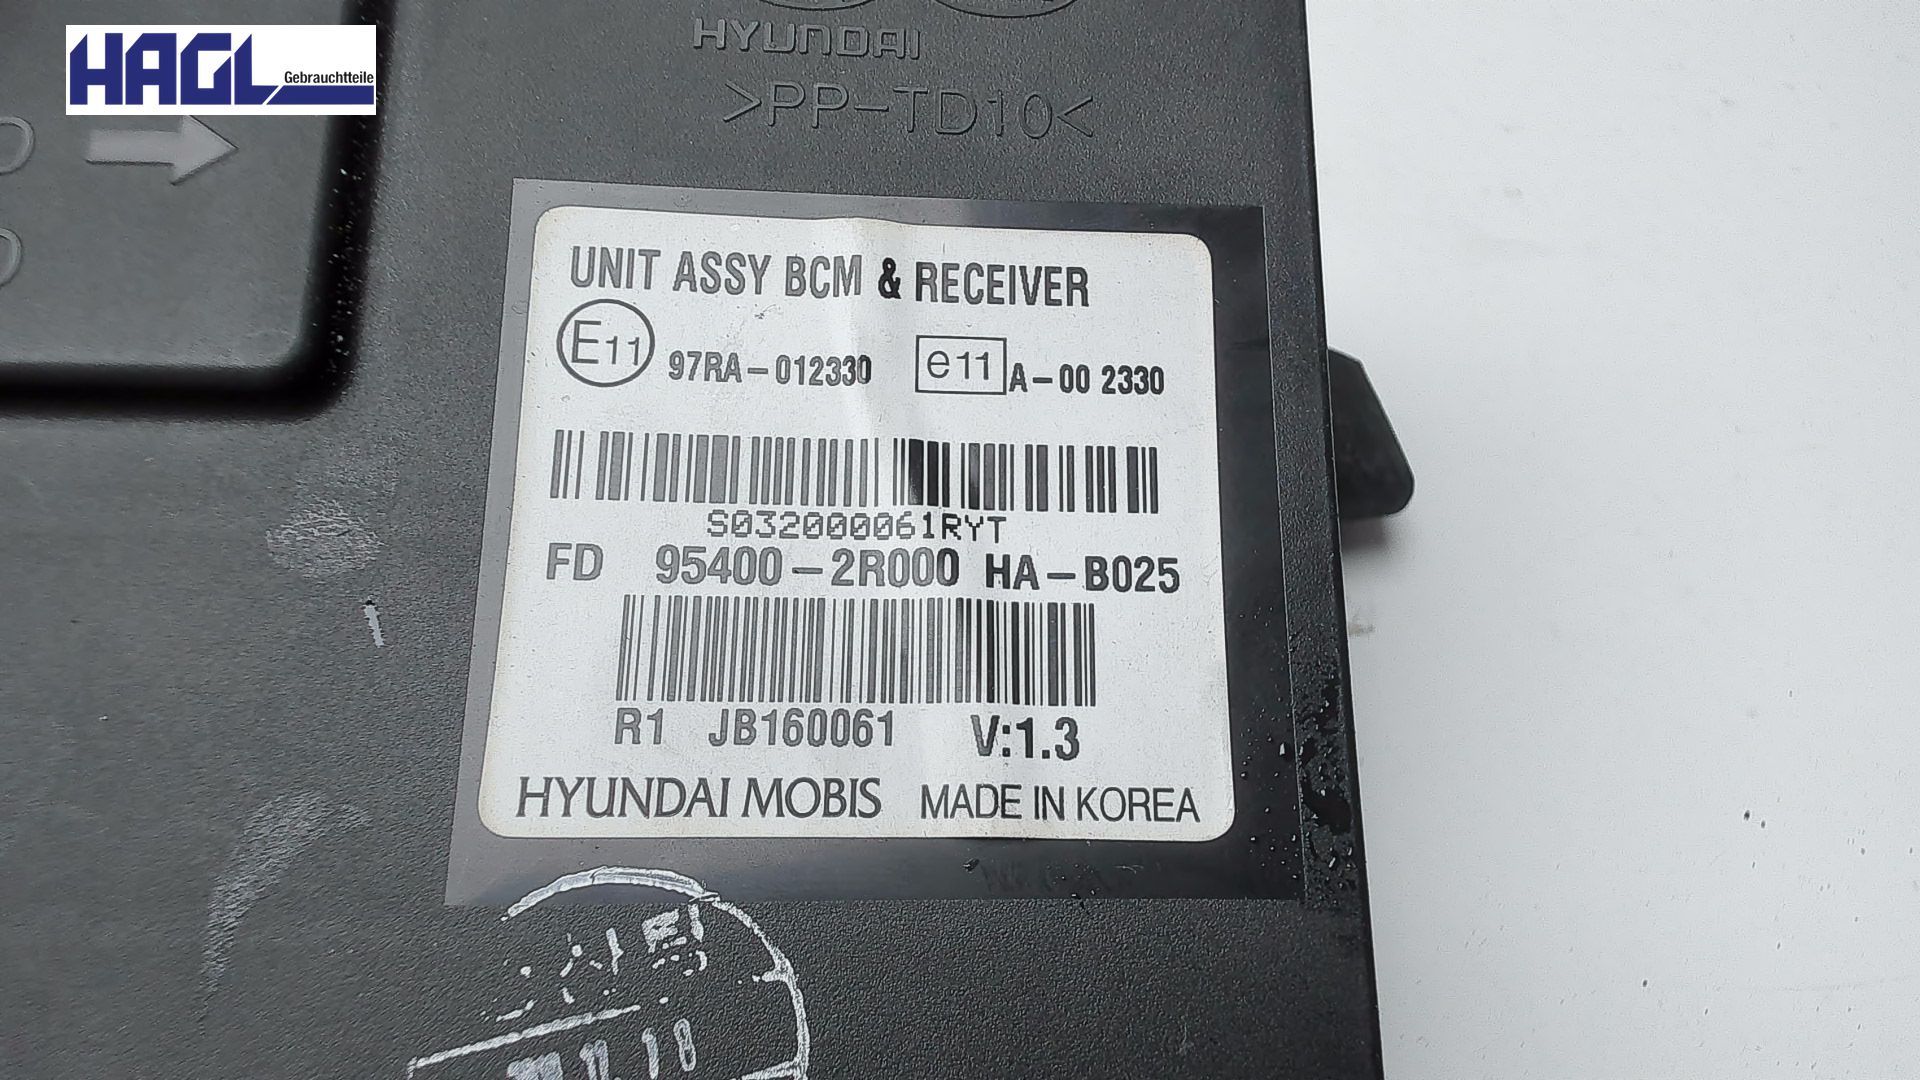 HAGL
Gebrauchtteile
HYUNDAI
>PP-TD10<
UNIT ASSY BCM & RECEIVER
E11 97RA-012330 e11 A-00 2330
S032000061RYT
FD 95400-2R000 HA-B025
R1 JB160061 V:1.3
HYUNDAI MOBIS MADE IN KOREA